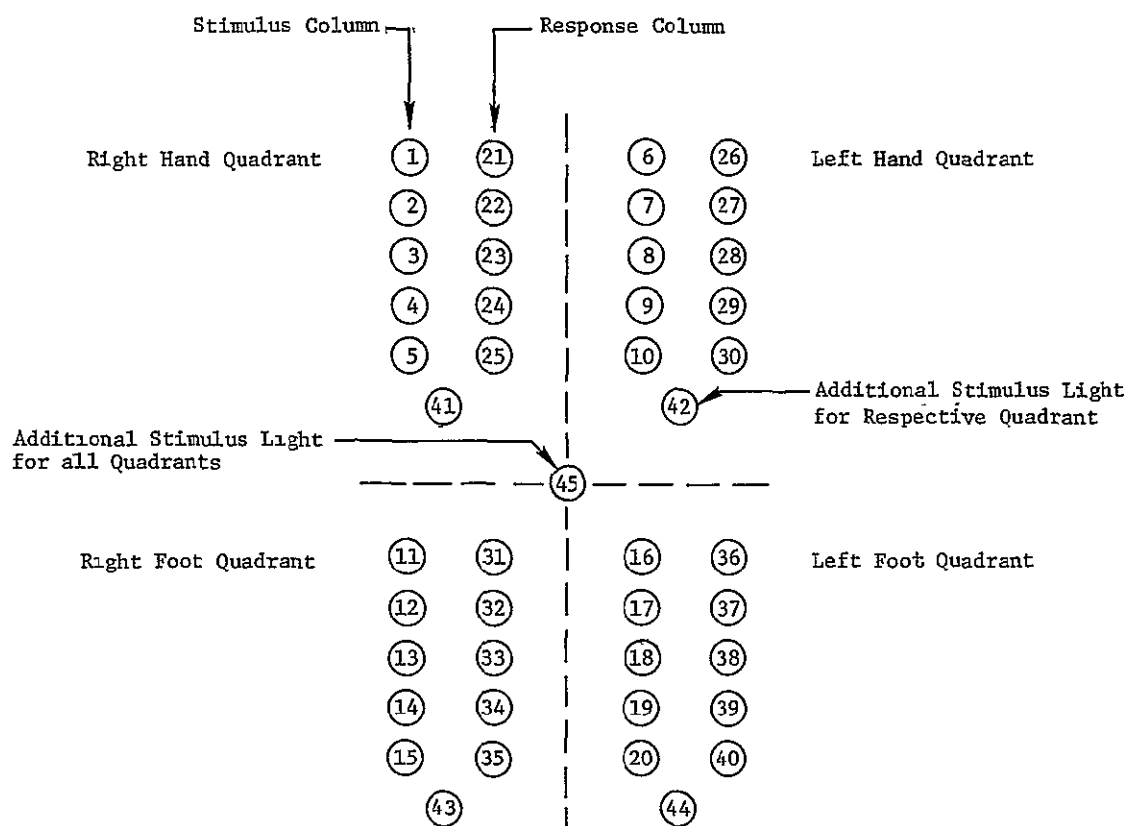 Stimulus Column Response Column
Right Hand Quadrant 1 21 6 26 Left Hand Quadrant
2 22 7 27
3 23 8 28
4 24 9 29
5 25 10 30
41 42 Additional Stimulus Light
for Respective Quadrant
Additional Stimulus Light
for all Quadrants
45
Right Foot Quadrant 11 31 16 36 Left Foot Quadrant
12 32 17 37
13 33 18 38
14 34 19 39
15 35 20 40
43 44